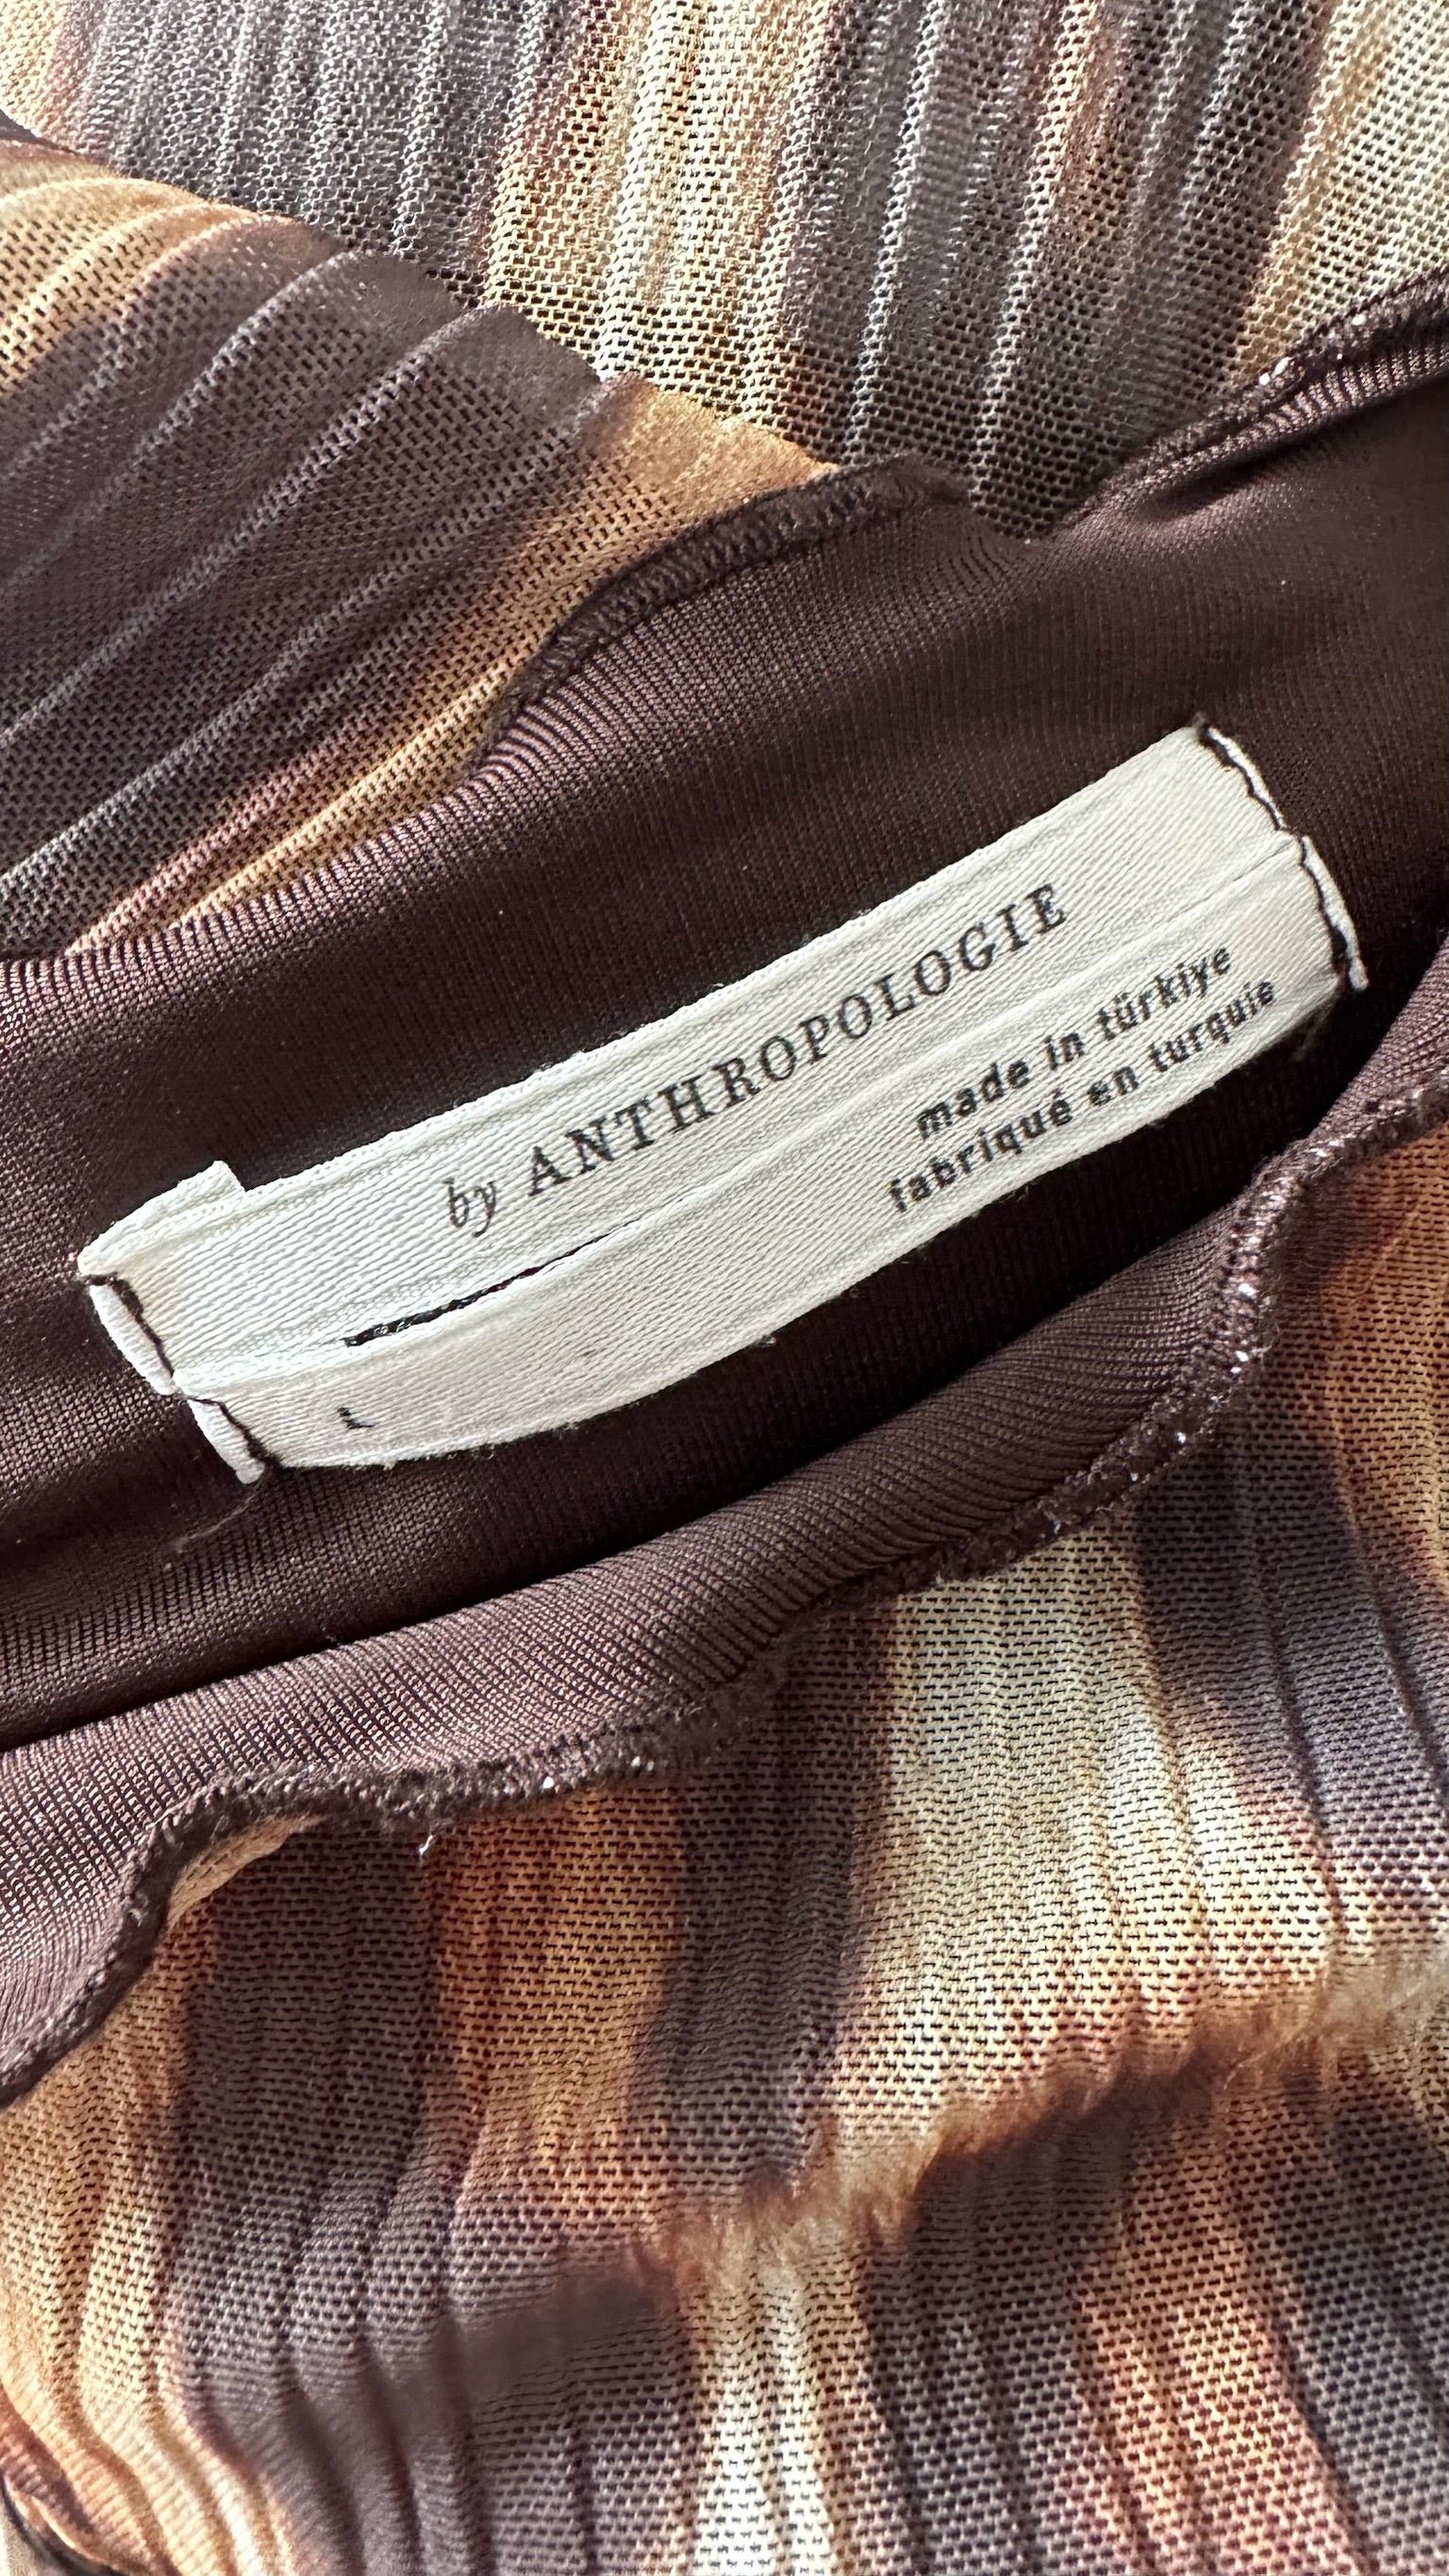 by ANTHROPOLOGIE
made in türkiye
fabriqué en turquie
L